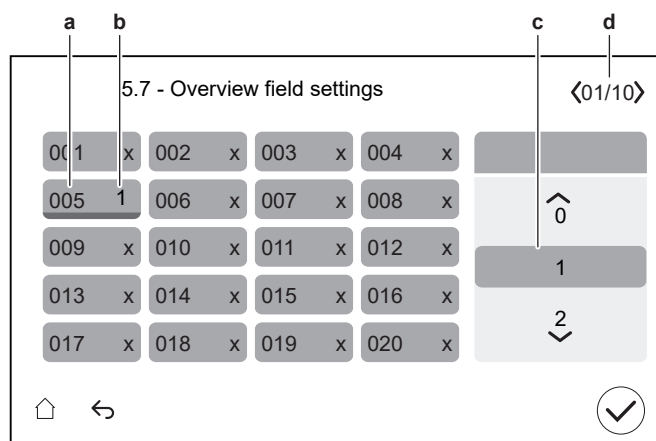 a b c d
5.7 - Overview field settings 01/10
001 x 002 x 003 x 004 x
005 1 006 x 007 x 008 x 0
009 x 010 x 011 x 012 x 1
013 x 014 x 015 x 016 x 2
017 x 018 x 019 x 020 x